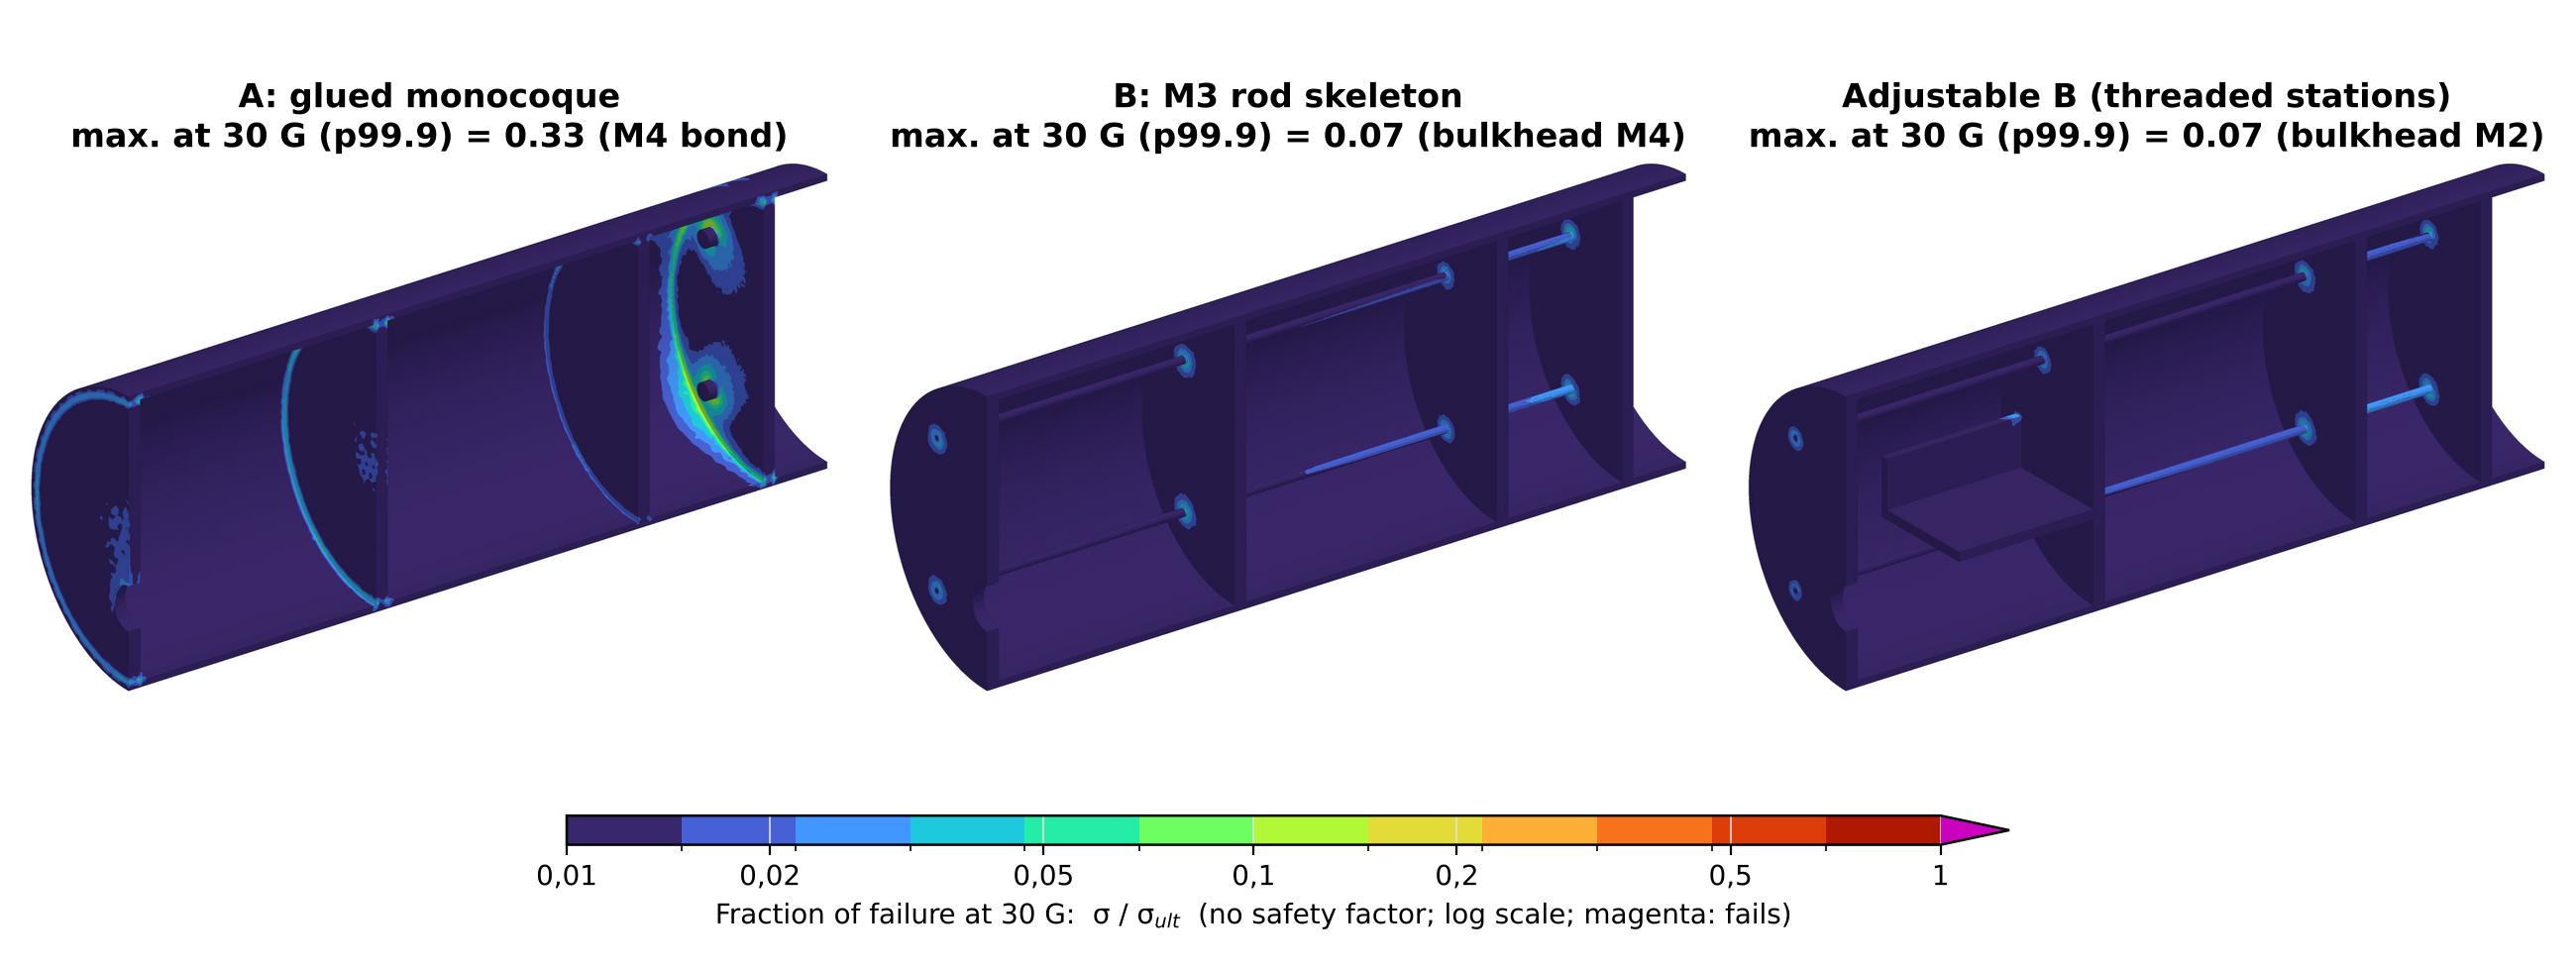 A: glued monocoque
max. at 30 G (p99.9) = 0.33 (M4 bond)
B: M3 rod skeleton
max. at 30 G (p99.9) = 0.07 (bulkhead M4)
Adjustable B (threaded stations)
max. at 30 G (p99.9) = 0.07 (bulkhead M2)
0,01 0,02 0,05 0,1 0,2 0,5 1
Fraction of failure at 30 G: σ / σult (no safety factor; log scale; magenta: fails)